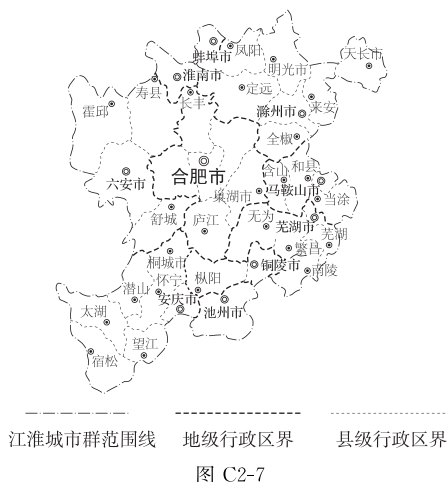 蚌埠市
凤阳
天长市
淮南市
明光市
寿县
长丰
定远
霍邱
滁州市
来安
全椒
六安市
合肥市
含山
和县
巢湖市
马鞍山市
当涂
舒城
庐江
无为
芜湖市
芜湖
繁昌
桐城市
铜陵市
南陵
怀宁
枞阳
潜山
安庆市
池州市
太湖
望江
宿松
江淮城市群范围线
地级行政区界
县级行政区界
图 C2-7